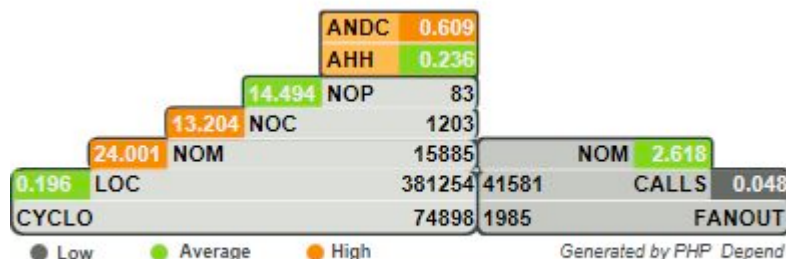 ANDC 0.609
AHH 0.236
14.494 NOP 83
13.204 NOC 1203
24.001 NOM 15885 NOM 2.618
0.196 LOC 381254 41581 CALLS 0.048
CYCLO 74898 1985 FANOUT
Low Average High Generated by PHP_Depend